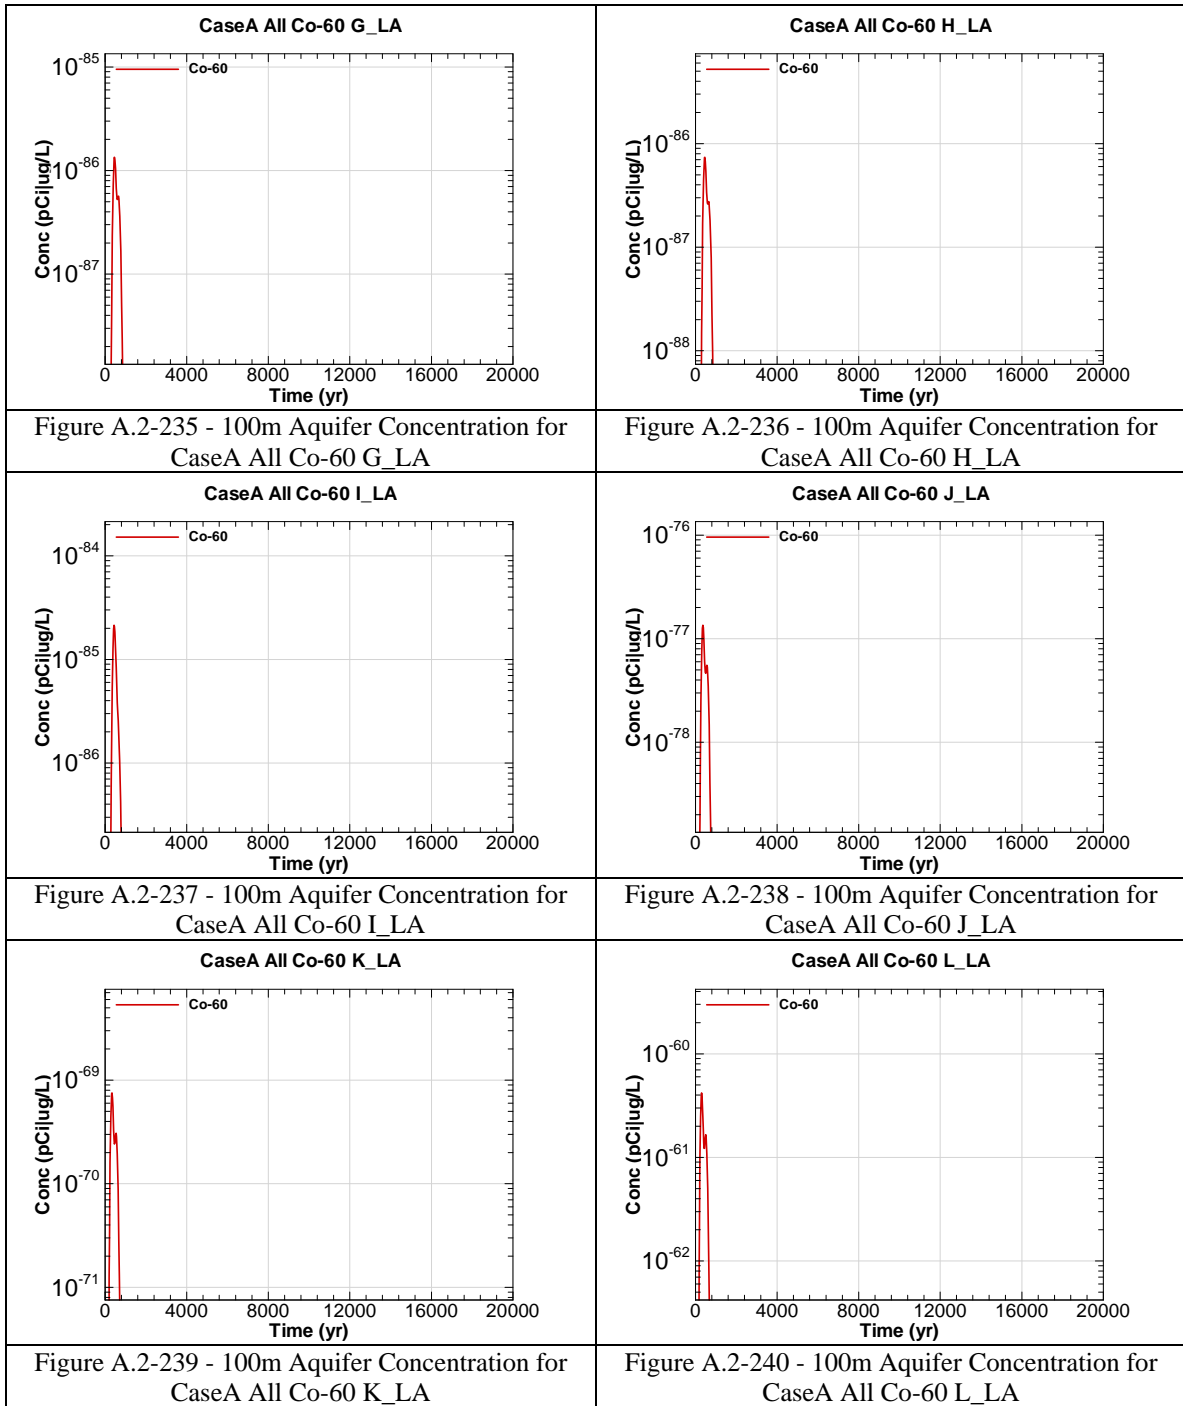 CaseA All Co-60 G_LA
Co-60
10-85
10-86
10-87
Conc (pCi|ug/L)
0 4000 8000 12000 16000 20000
Time (yr)
Figure A.2-235 - 100m Aquifer Concentration for
CaseA All Co-60 G_LA
CaseA All Co-60 H_LA
Co-60
10-86
10-87
10-88
Conc (pCi|ug/L)
0 4000 8000 12000 16000 20000
Time (yr)
Figure A.2-236 - 100m Aquifer Concentration for
CaseA All Co-60 H_LA
CaseA All Co-60 I_LA
Co-60
10-84
10-85
10-86
Conc (pCi|ug/L)
0 4000 8000 12000 16000 20000
Time (yr)
Figure A.2-237 - 100m Aquifer Concentration for
CaseA All Co-60 I_LA
CaseA All Co-60 J_LA
Co-60
10-76
10-77
10-78
Conc (pCi|ug/L)
0 4000 8000 12000 16000 20000
Time (yr)
Figure A.2-238 - 100m Aquifer Concentration for
CaseA All Co-60 J_LA
CaseA All Co-60 K_LA
Co-60
10-69
10-70
10-71
Conc (pCi|ug/L)
0 4000 8000 12000 16000 20000
Time (yr)
Figure A.2-239 - 100m Aquifer Concentration for
CaseA All Co-60 K_LA
CaseA All Co-60 L_LA
Co-60
10-60
10-61
10-62
Conc (pCi|ug/L)
0 4000 8000 12000 16000 20000
Time (yr)
Figure A.2-240 - 100m Aquifer Concentration for
CaseA All Co-60 L_LA